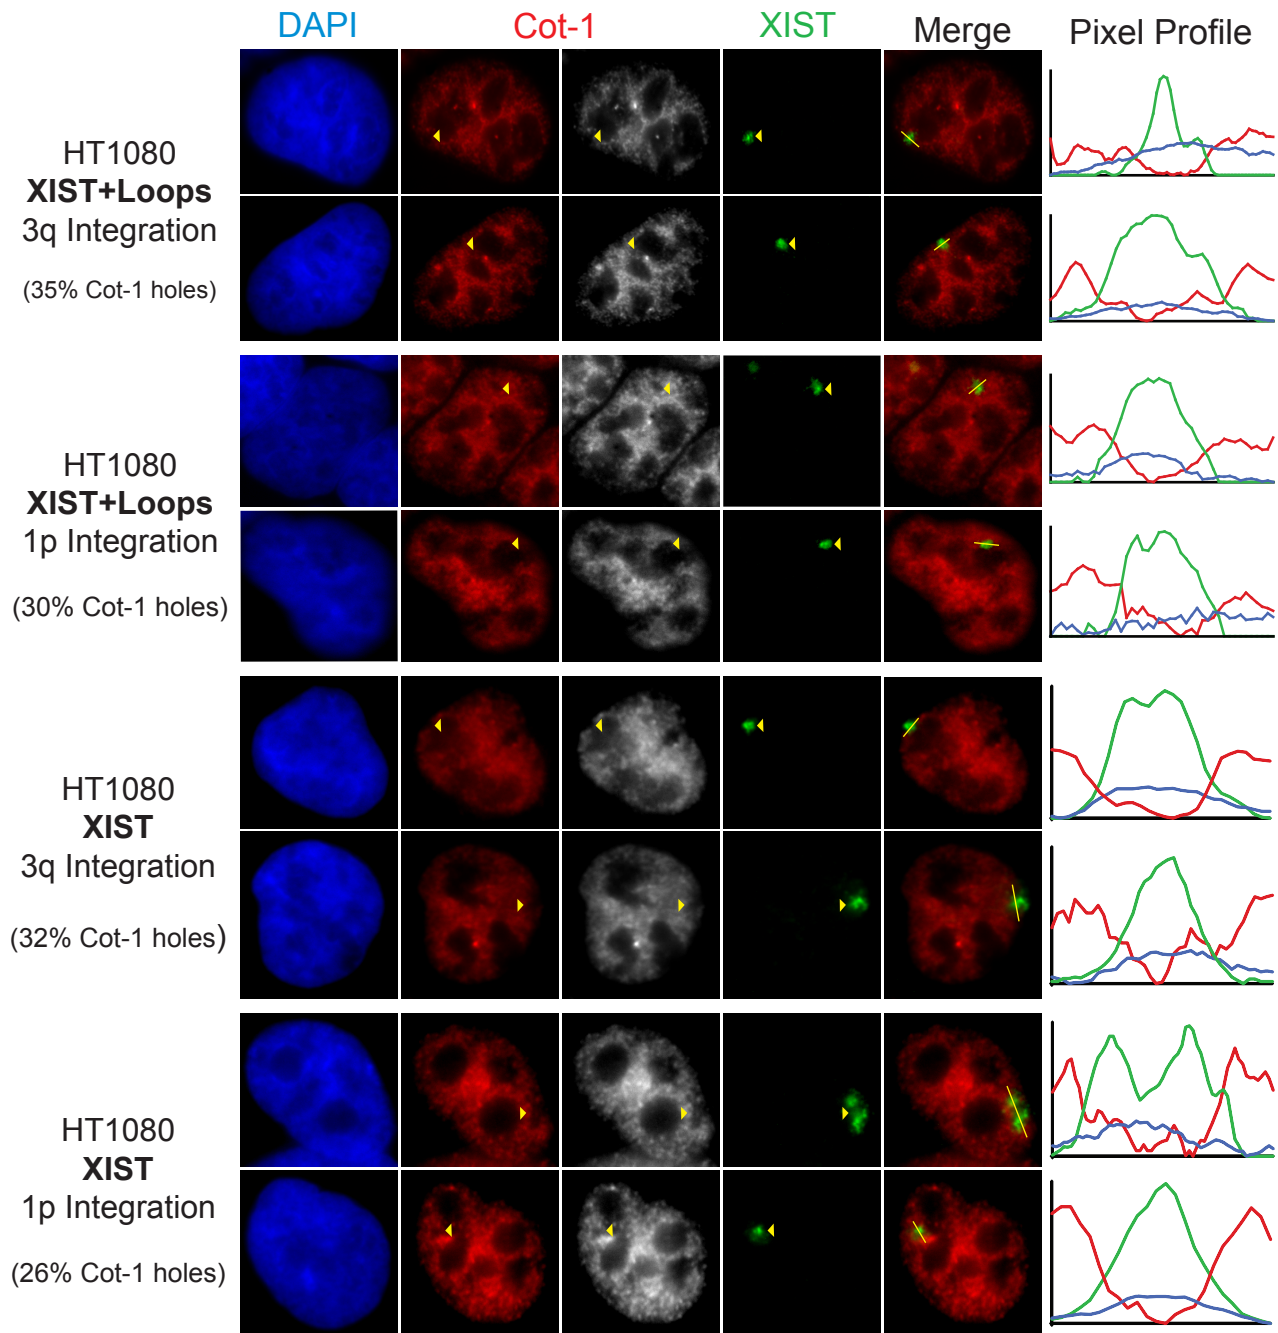 DAPI Cot-1 XIST Merge Pixel Profile
HT1080
XIST+Loops
3q Integration
(35% Cot-1 holes)
HT1080
XIST+Loops
1p Integration
(30% Cot-1 holes)
HT1080
XIST
3q Integration
(32% Cot-1 holes)
HT1080
XIST
1p Integration
(26% Cot-1 holes)